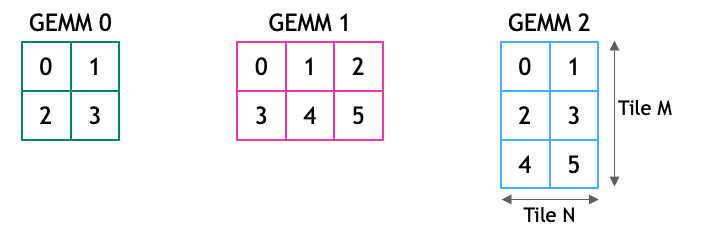 GEMM 0
0 1
2 3
GEMM 1
0 1 2
3 4 5
GEMM 2
0 1
2 3
4 5
Tile M
Tile N